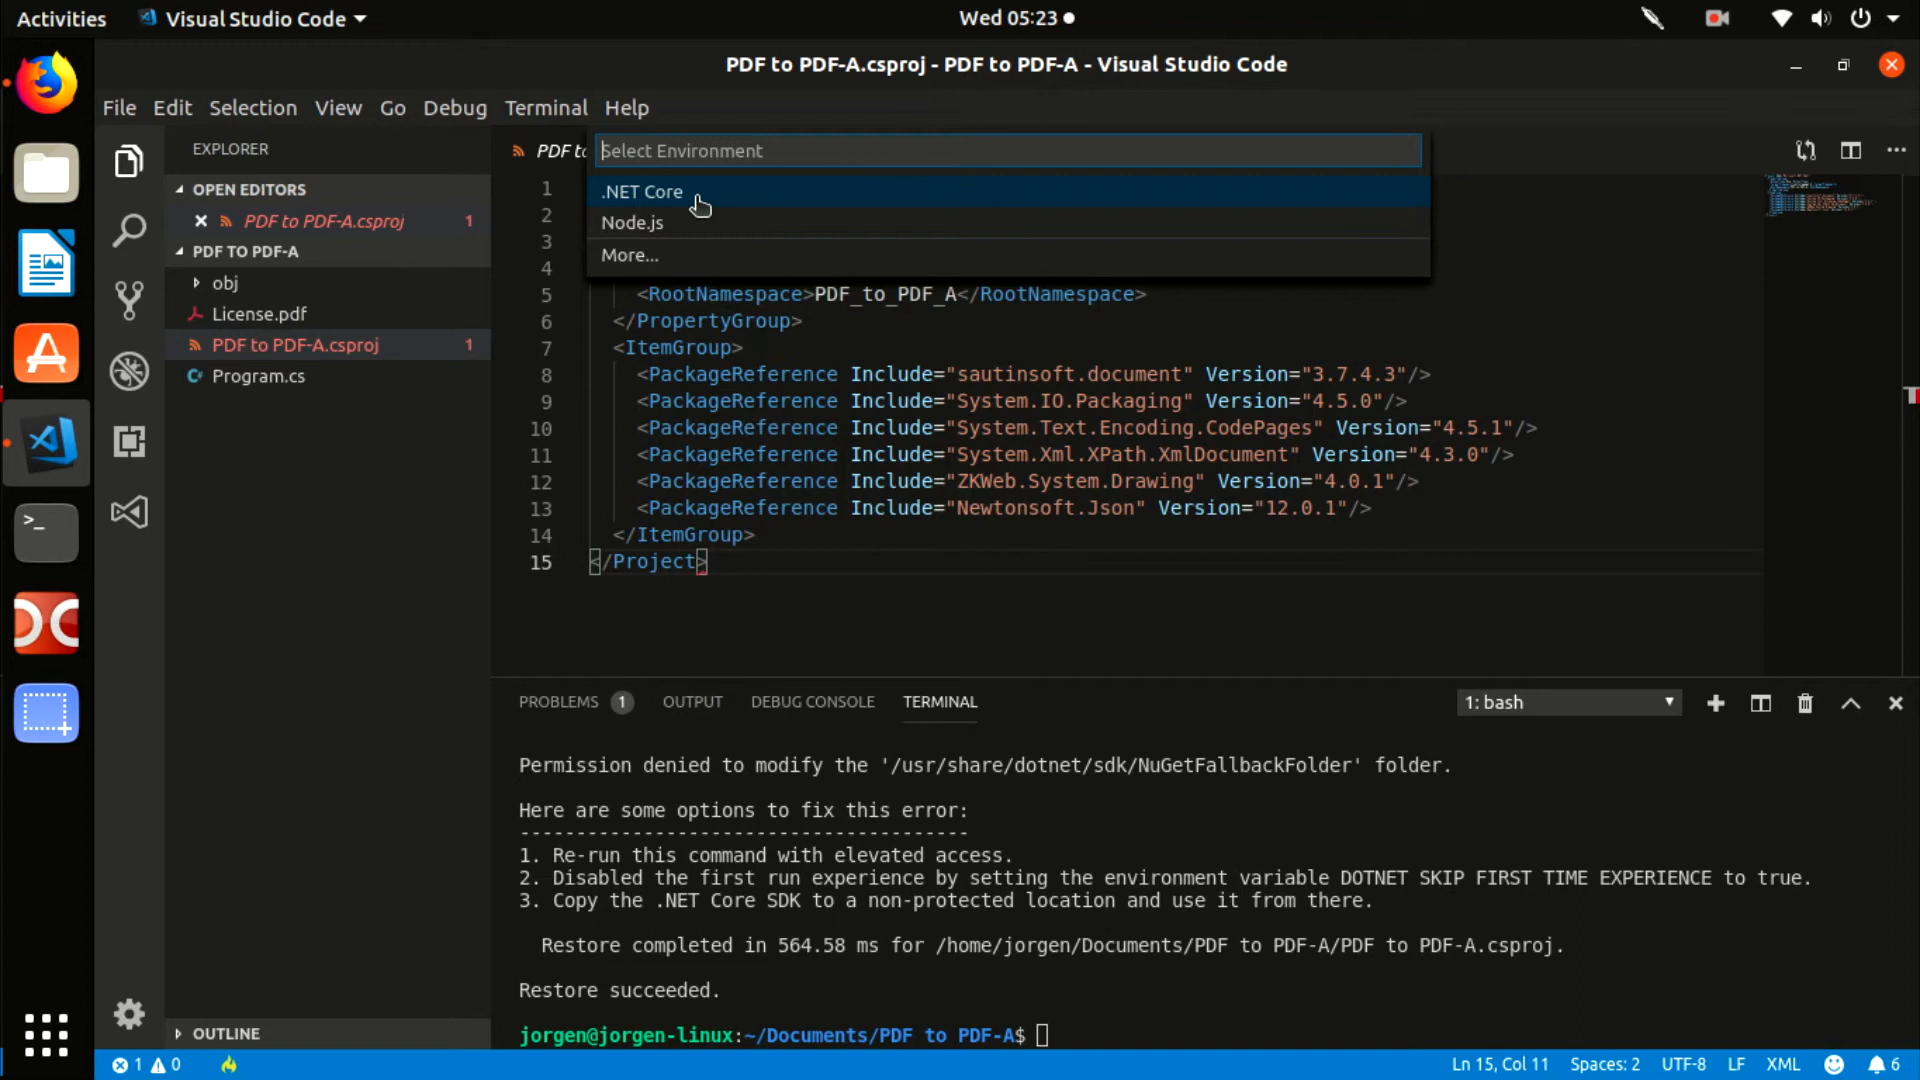 Activities
Visual Studio Code
Wed 05:23
PDF to PDF-A.csproj - PDF to PDF-A - Visual Studio Code
File Edit Selection View Go Debug Terminal Help
EXPLORER
OPEN EDITORS
PDF to PDF-A.csproj 1
PDF TO PDF-A
obj
License.pdf
PDF to PDF-A.csproj 1
Program.cs
OUTLINE
Select Environment
.NET Core
Node.js
More...
1
2
3
4
5 <RootNamespace>PDF_to_PDF_A</RootNamespace>
6 </PropertyGroup>
7 <ItemGroup>
8 <PackageReference Include="sautinsoft.document" Version="3.7.4.3"/>
9 <PackageReference Include="System.IO.Packaging" Version="4.5.0"/>
10 <PackageReference Include="System.Text.Encoding.CodePages" Version="4.5.1"/>
11 <PackageReference Include="System.Xml.XPath.XmlDocument" Version="4.3.0"/>
12 <PackageReference Include="ZKWeb.System.Drawing" Version="4.0.1"/>
13 <PackageReference Include="Newtonsoft.Json" Version="12.0.1"/>
14 </ItemGroup>
15 </Project>
PROBLEMS 1 OUTPUT DEBUG CONSOLE TERMINAL
1: bash
Permission denied to modify the '/usr/share/dotnet/sdk/NuGetFallbackFolder' folder.
Here are some options to fix this error:
----------------------------------------
1. Re-run this command with elevated access.
2. Disabled the first run experience by setting the environment variable DOTNET SKIP FIRST TIME EXPERIENCE to true.
3. Copy the .NET Core SDK to a non-protected location and use it from there.
Restore completed in 564.58 ms for /home/jorgen/Documents/PDF to PDF-A/PDF to PDF-A.csproj.
Restore succeeded.
jorgen@jorgen-linux:~/Documents/PDF to PDF-A$
1 0
Ln 15, Col 11 Spaces: 2 UTF-8 LF XML 6